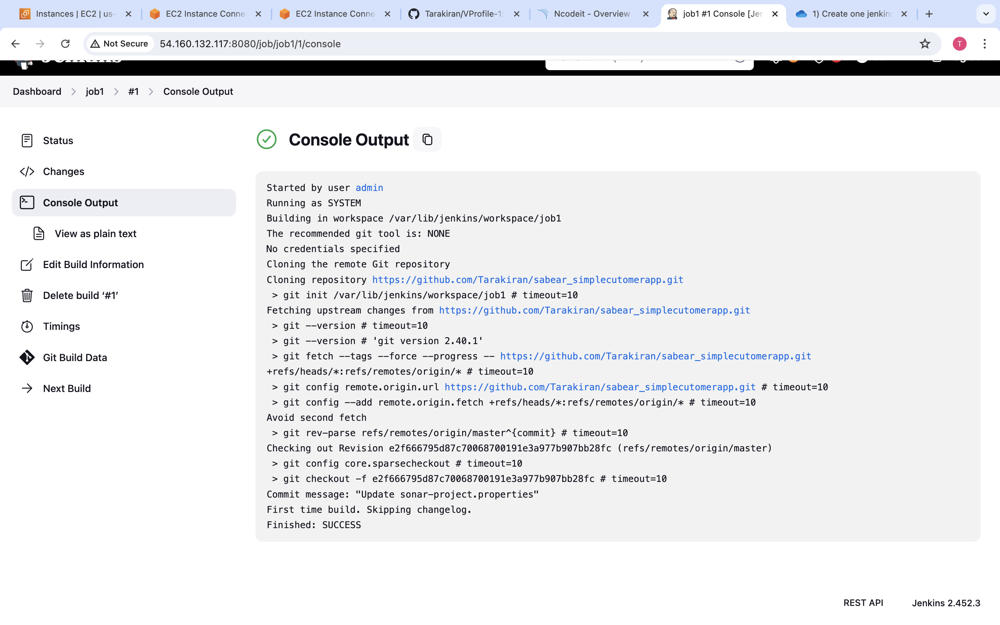 Instances | EC2 | us-
EC2 Instance Conne
EC2 Instance Conne
Tarakiran/VProfile-1:
Ncodeit - Overview
job1 #1 Console [Jer
1) Create one jenkins
Not Secure
54.160.132.117:8080/job/job1/1/console
T
Dashboard
job1
#1
Console Output
Status
Changes
Console Output
View as plain text
Edit Build Information
Delete build ‘#1’
Timings
Git Build Data
Next Build
Console Output
Started by user admin
Running as SYSTEM
Building in workspace /var/lib/jenkins/workspace/job1
The recommended git tool is: NONE
No credentials specified
Cloning the remote Git repository
Cloning repository https://github.com/Tarakiran/sabear_simplecutomerapp.git
 > git init /var/lib/jenkins/workspace/job1 # timeout=10
Fetching upstream changes from https://github.com/Tarakiran/sabear_simplecutomerapp.git
 > git --version # timeout=10
 > git --version # 'git version 2.40.1'
 > git fetch --tags --force --progress -- https://github.com/Tarakiran/sabear_simplecutomerapp.git
+refs/heads/*:refs/remotes/origin/* # timeout=10
 > git config remote.origin.url https://github.com/Tarakiran/sabear_simplecutomerapp.git # timeout=10
 > git config --add remote.origin.fetch +refs/heads/*:refs/remotes/origin/* # timeout=10
Avoid second fetch
 > git rev-parse refs/remotes/origin/master^{commit} # timeout=10
Checking out Revision e2f666795d87c70068700191e3a977b907bb28fc (refs/remotes/origin/master)
 > git config core.sparsecheckout # timeout=10
 > git checkout -f e2f666795d87c70068700191e3a977b907bb28fc # timeout=10
Commit message: "Update sonar-project.properties"
First time build. Skipping changelog.
Finished: SUCCESS
REST API
Jenkins 2.452.3